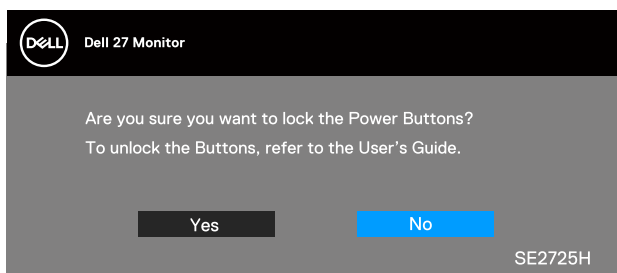 DELL
Dell 27 Monitor
Are you sure you want to lock the Power Buttons?
To unlock the Buttons, refer to the User’s Guide.
Yes
No
SE2725H